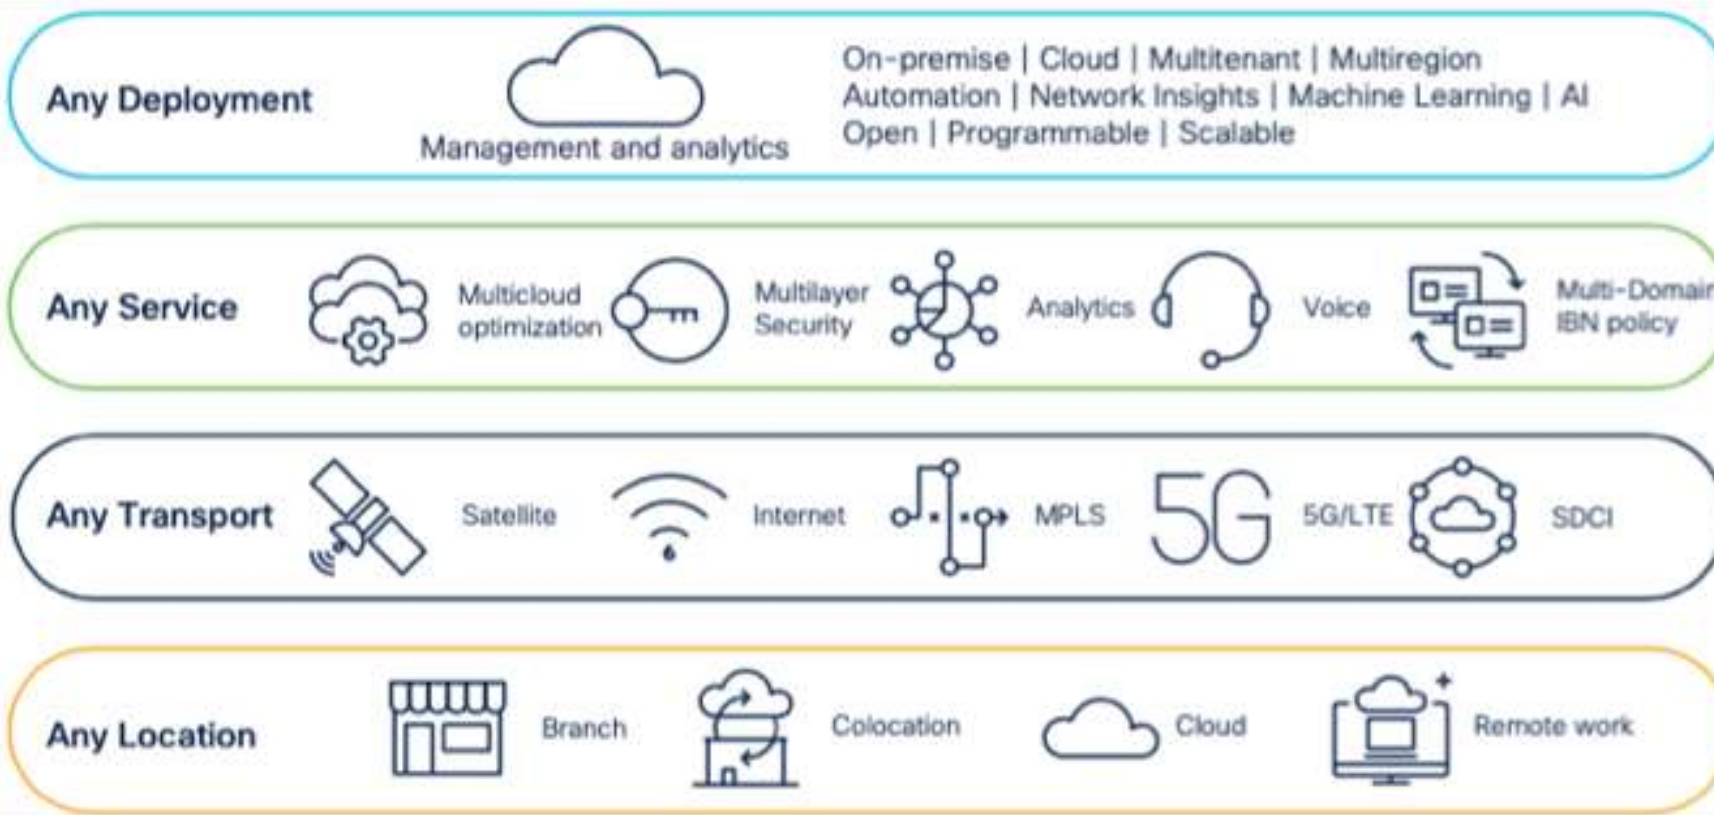 Any Deployment
Management and analytics
On-premise | Cloud | Multitenant | Multiregion
Automation | Network Insights | Machine Learning | AI
Open | Programmable | Scalable
Any Service
Multicloud
optimization
Multilayer
Security
Analytics
Voice
Multi-Domain
IBN policy
Any Transport
Satellite
Internet
MPLS
5G
5G/LTE
SDCI
Any Location
Branch
Colocation
Cloud
Remote work